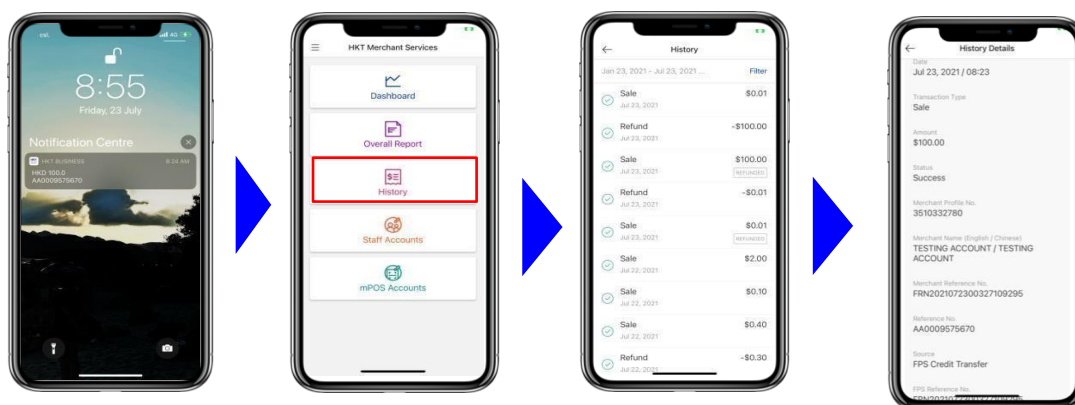 csl.
4G
8:55
Friday, 23 July
Notification Centre
HKT BUSINESS
8:24 AM
HKD 100.0
AA0009575670
HKT Merchant Services
Dashboard
Overall Report
History
Staff Accounts
mPOS Accounts
History
Jan 23, 2021 - Jul 23, 2021 ...
Filter
Sale $0.01
Jul 23, 2021
Refund -$100.00
Jul 23, 2021
Sale $100.00
Jul 23, 2021 REFUNDED
Refund -$0.01
Jul 23, 2021
Sale $0.01
Jul 23, 2021 REFUNDED
Sale $2.00
Jul 22, 2021
Sale $0.10
Jul 22, 2021
Sale $0.40
Jul 22, 2021
Refund -$0.30
Jul 22, 2021
History Details
Date
Jul 23, 2021 / 08:23
Transaction Type
Sale
Amount
$100.00
Status
Success
Merchant Profile No.
3510332780
Merchant Name (English / Chinese)
TESTING ACCOUNT / TESTING
ACCOUNT
Merchant Reference No.
FRN2021072300327109295
Reference No.
AA0009575670
Source
FPS Credit Transfer
FPS Reference No.